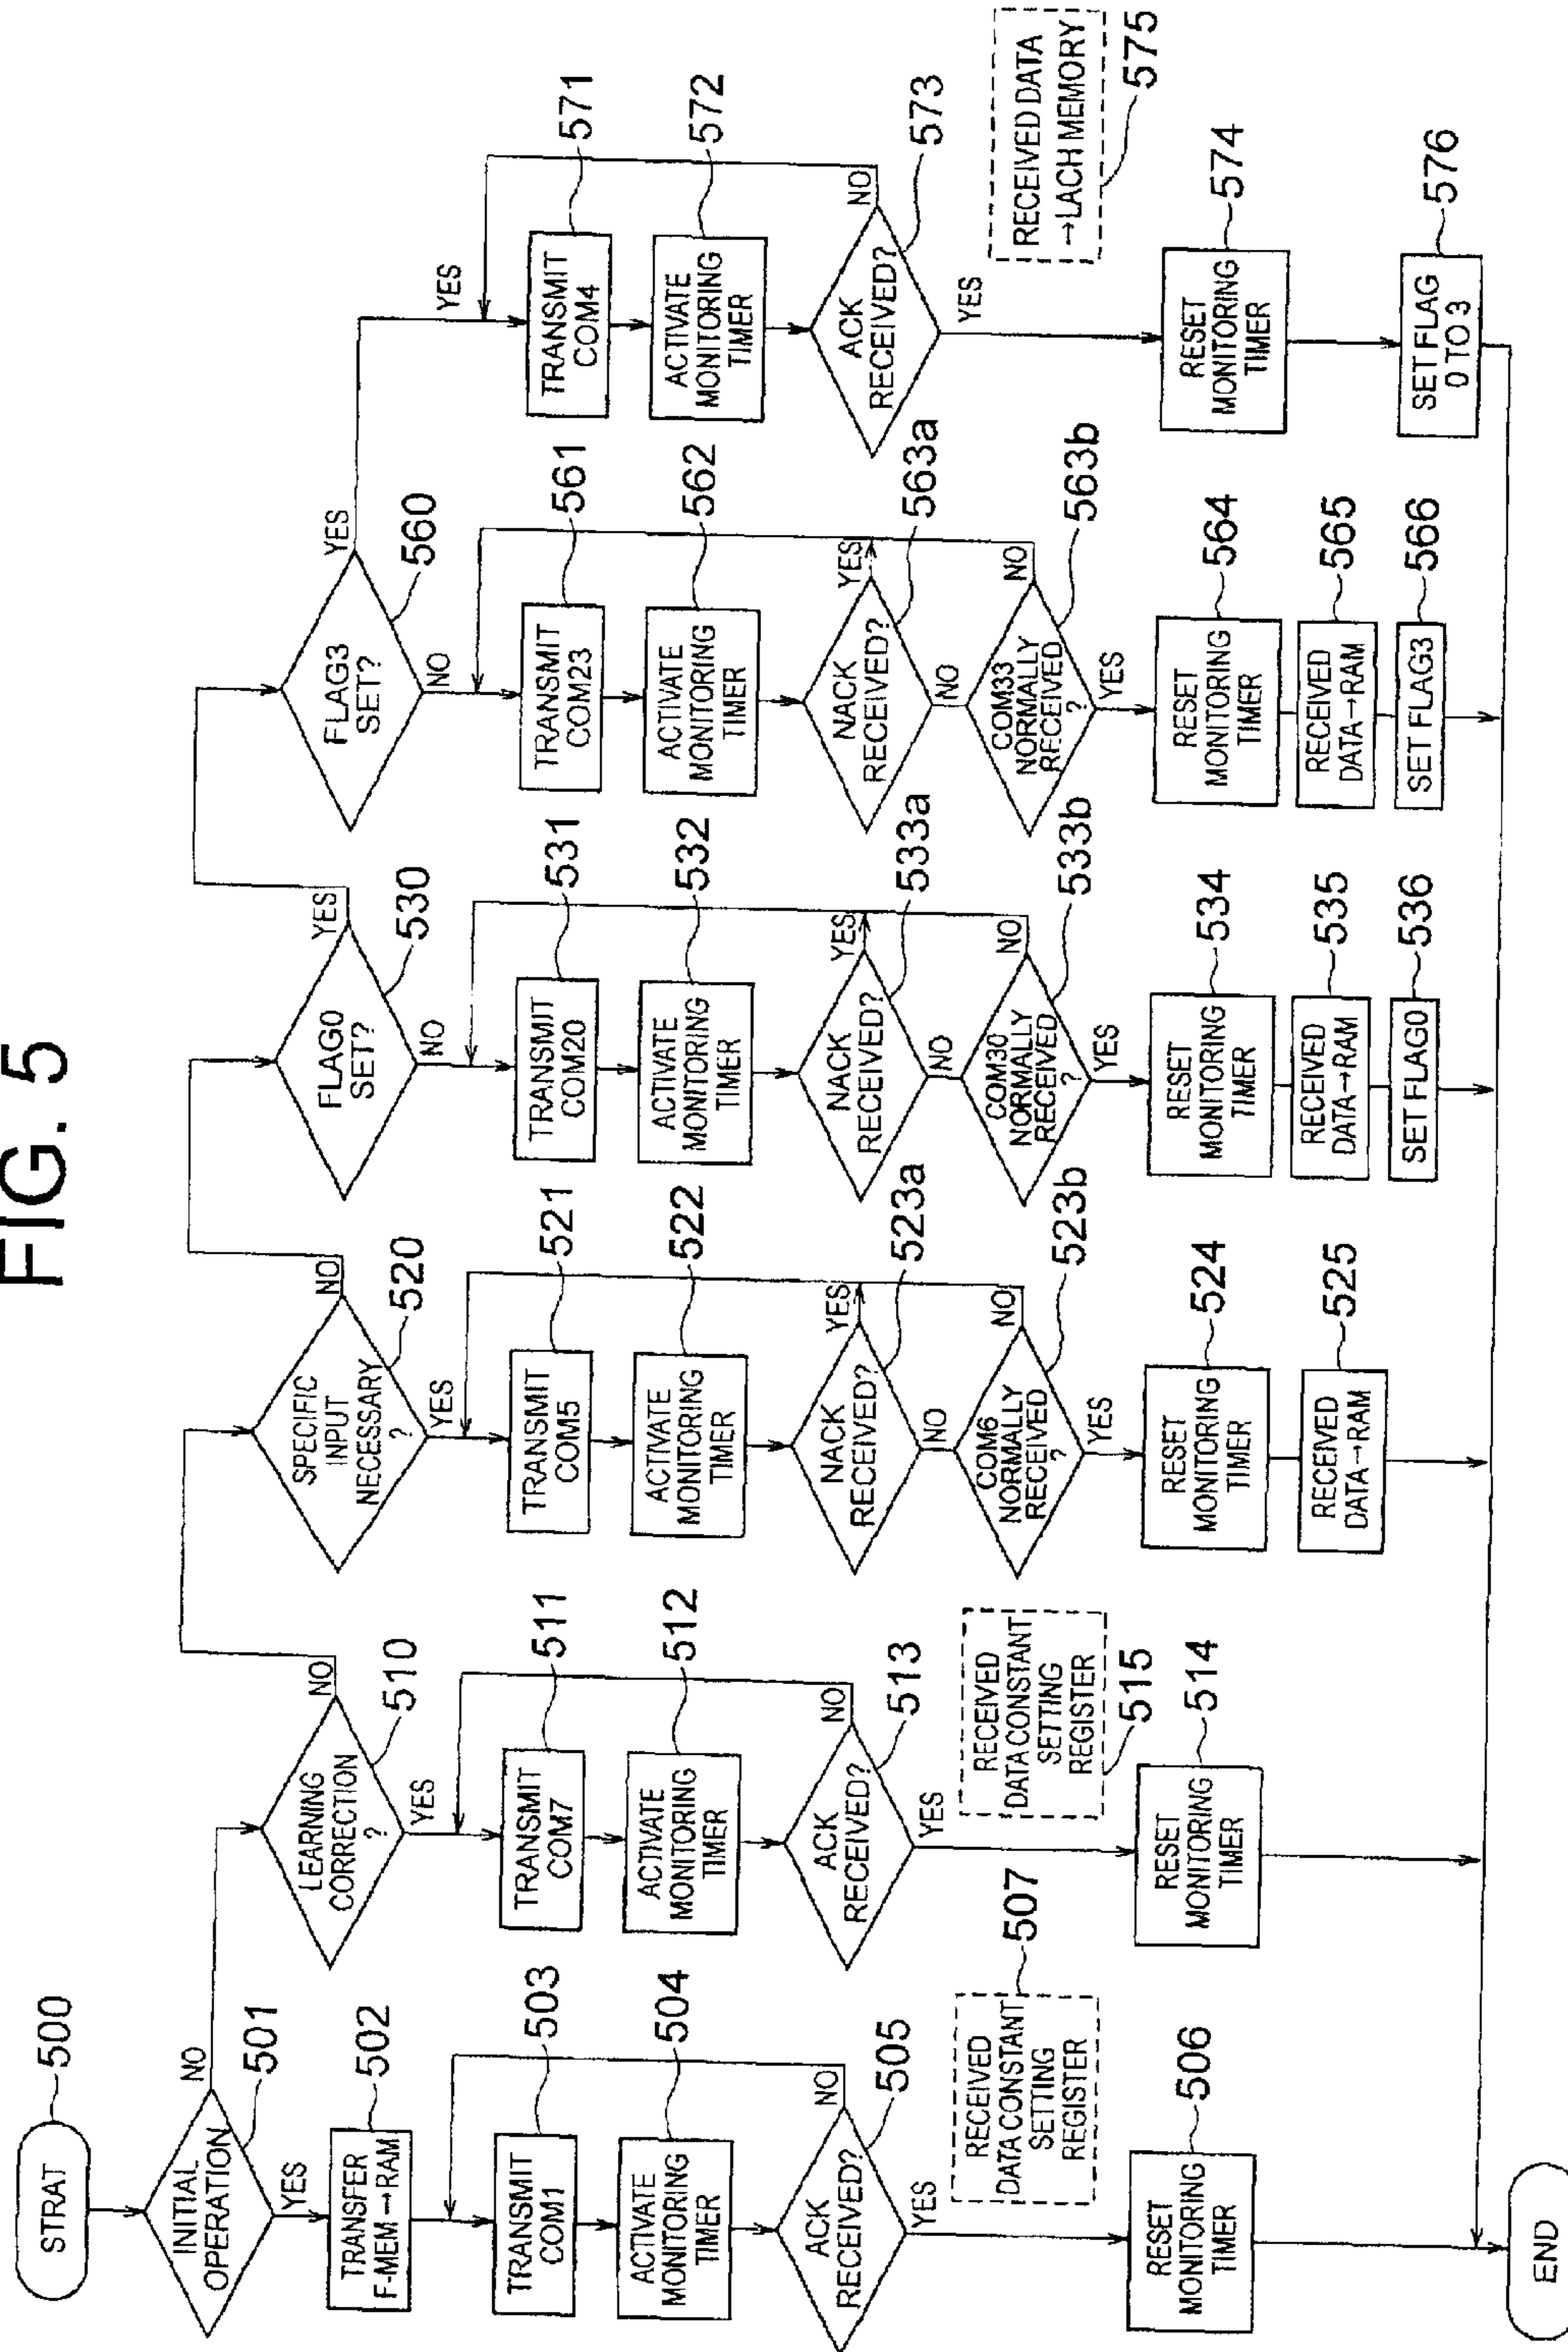 FIG. 5
STRAT
500
INITIAL
OPERATION
501
NO
YES
TRANSFER
F-MEM→RAM
502
TRANSMIT
COM1
503
ACTIVATE
MONITORING
TIMER
504
ACK
RECEIVED?
505
NO
YES
RECEIVED
DATA CONSTANT
SETTING
REGISTER
507
RESET
MONITORING
TIMER
506
END
LEARNING
CORRECTION
?
510
NO
YES
TRANSMIT
COM7
511
ACTIVATE
MONITORING
TIMER
512
ACK
RECEIVED?
513
NO
YES
RECEIVED
DATA CONSTANT
SETTING
REGISTER
515
RESET
MONITORING
TIMER
514
SPECIFIC
INPUT
NECESSARY
?
520
NO
YES
TRANSMIT
COM5
521
ACTIVATE
MONITORING
TIMER
522
NACK
RECEIVED?
523a
YES
NO
COM6
NORMALLY
RECEIVED
?
523b
NO
YES
RESET
MONITORING
TIMER
524
RECEIVED
DATA→RAM
525
FLAG0
SET?
530
YES
NO
TRANSMIT
COM20
531
ACTIVATE
MONITORING
TIMER
532
NACK
RECEIVED?
533a
YES
NO
COM30
NORMALLY
RECEIVED
?
533b
NO
YES
RESET
MONITORING
TIMER
534
RECEIVED
DATA→RAM
535
SET FLAG0
536
FLAG3
SET?
560
YES
NO
TRANSMIT
COM23
561
ACTIVATE
MONITORING
TIMER
562
NACK
RECEIVED?
563a
YES
NO
COM33
NORMALLY
RECEIVED
?
563b
NO
YES
RESET
MONITORING
TIMER
564
RECEIVED
DATA→RAM
565
SET FLAG3
566
YES
TRANSMIT
COM4
571
ACTIVATE
MONITORING
TIMER
572
ACK
RECEIVED?
573
NO
YES
RECEIVED DATA
→LACH MEMORY
575
RESET
MONITORING
TIMER
574
SET FLAG
0 TO 3
576